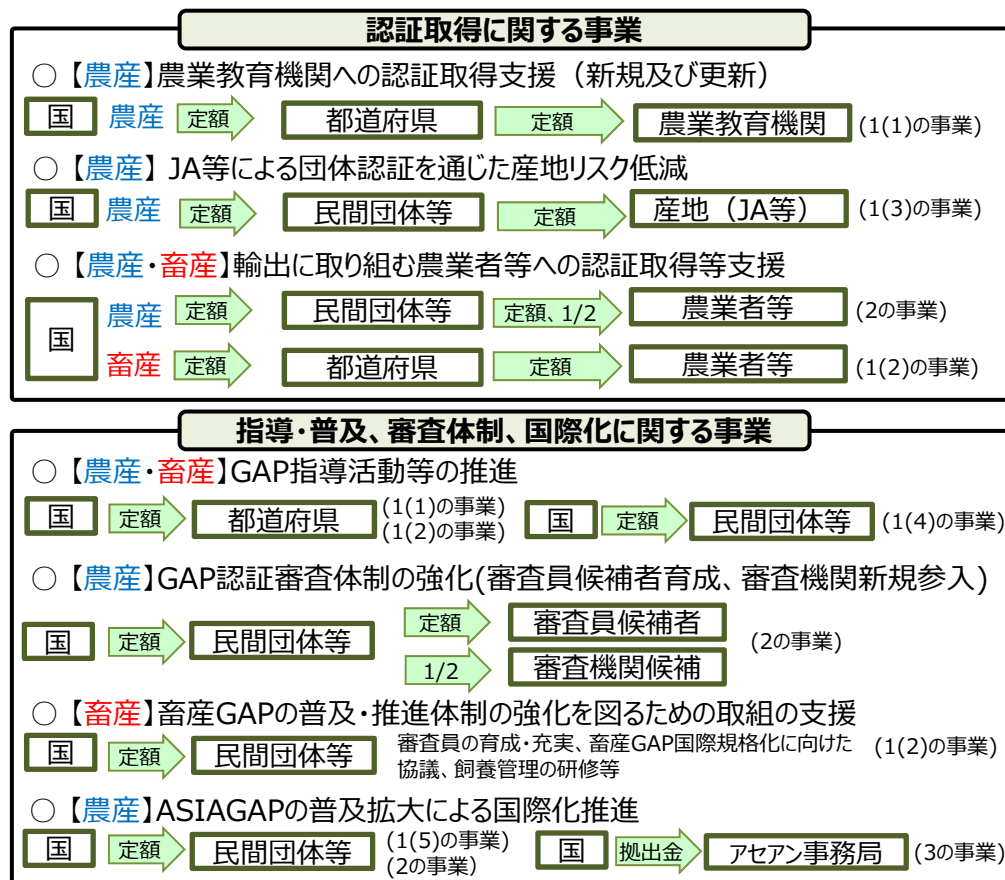 認証取得に関する事業
○【農産】農業教育機関への認証取得支援（新規及び更新）
国 農産 定額 都道府県 定額 農業教育機関 (1(1)の事業)
○【農産】JA等による団体認証を通じた産地リスク低減
国 農産 定額 民間団体等 定額 産地（JA等） (1(3)の事業)
○【農産・畜産】輸出に取り組む農業者等への認証取得等支援
国 農産 定額 民間団体等 定額、1/2 農業者等 (2の事業)
畜産 定額 都道府県 定額 農業者等 (1(2)の事業)
指導・普及、審査体制、国際化に関する事業
○【農産・畜産】GAP指導活動等の推進
国 定額 都道府県 (1(1)の事業) (1(2)の事業) 国 定額 民間団体等 (1(4)の事業)
○【農産】GAP認証審査体制の強化(審査員候補者育成、審査機関新規参入)
国 定額 民間団体等 定額 審査員候補者 (2の事業)
1/2 審査機関候補
○【畜産】畜産GAPの普及・推進体制の強化を図るための取組の支援
国 定額 民間団体等 審査員の育成・充実、畜産GAP国際規格化に向けた (1(2)の事業)
協議、飼養管理の研修等
○【農産】ASIAGAPの普及拡大による国際化推進
国 定額 民間団体等 (1(5)の事業) (2の事業) 国 拠出金 アセアン事務局 (3の事業)